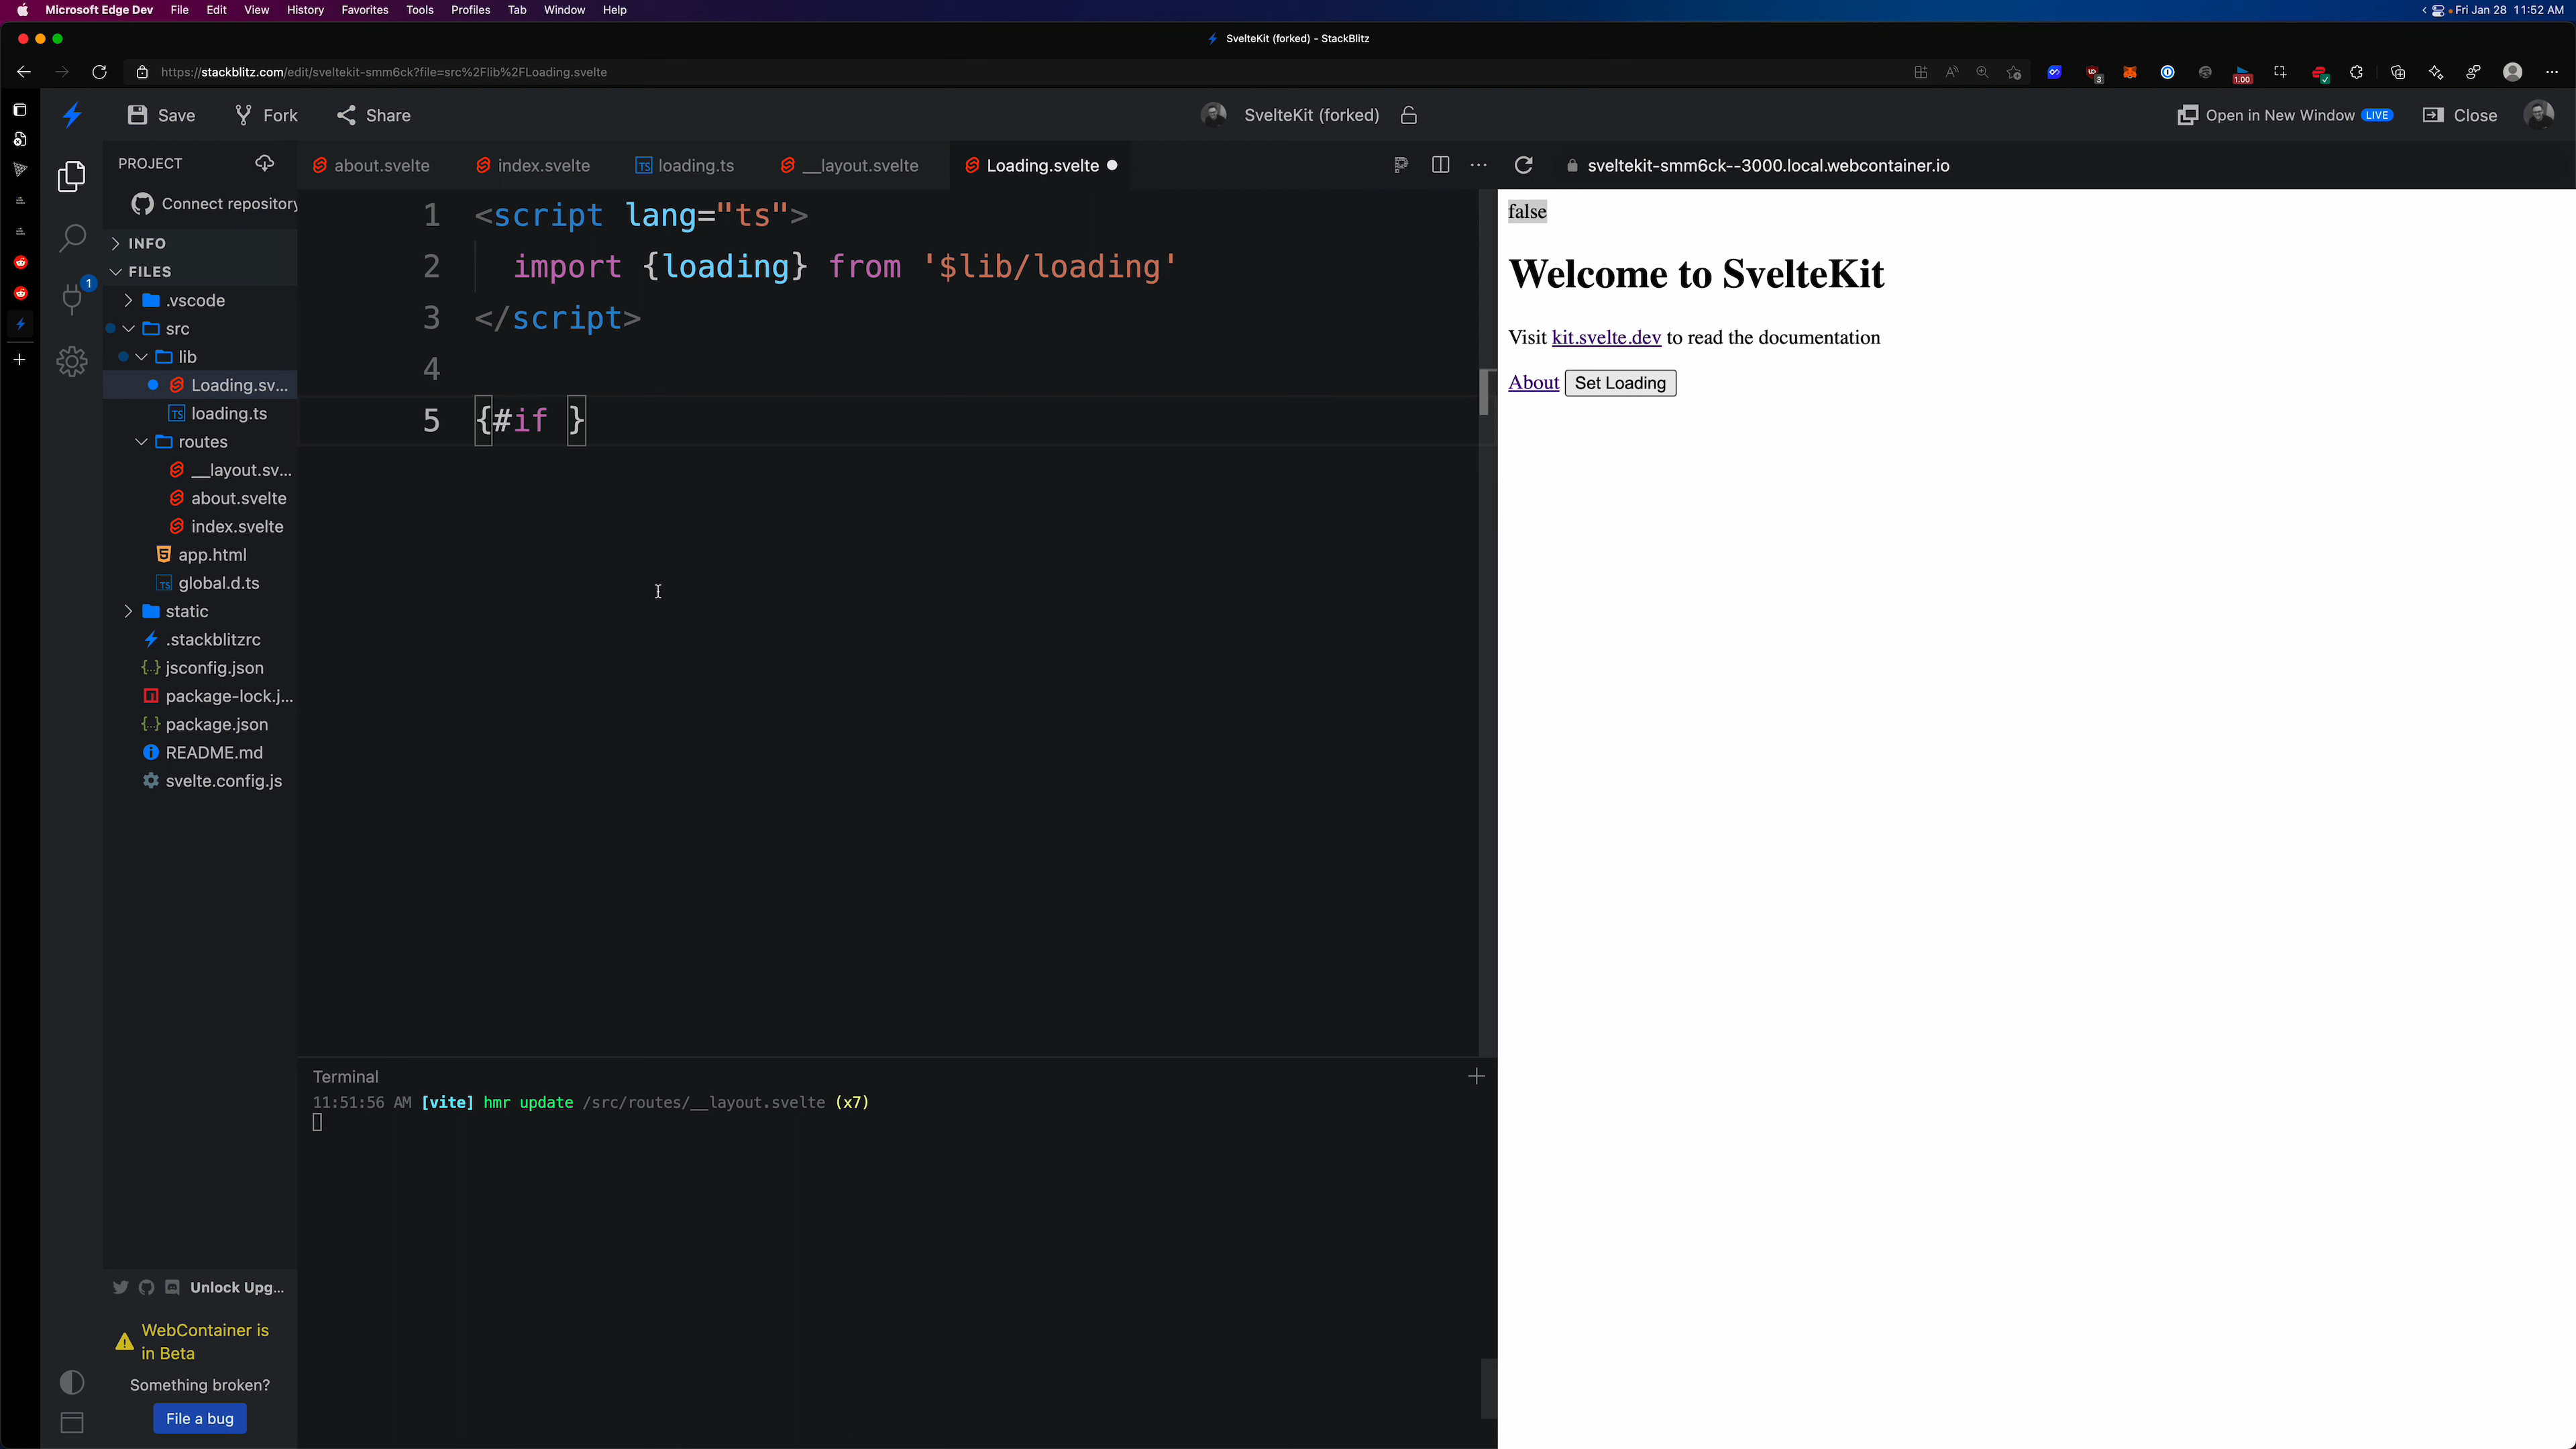 Microsoft Edge Dev File Edit View History Favorites Tools Profiles Tab Window Help
Fri Jan 28 11:52 AM
SvelteKit (forked) - StackBlitz
https://stackblitz.com/edit/sveltekit-smm6ck?file=src%2Flib%2FLoading.svelte
3
1.00
Save Fork Share
SvelteKit (forked)
Open in New Window LIVE Close
PROJECT
Connect repository
INFO
FILES
1
.vscode
src
lib
Loading.sv...
TS loading.ts
routes
__layout.sv...
about.svelte
index.svelte
app.html
TS global.d.ts
static
.stackblitzrc
{..} jsconfig.json
package-lock.j...
{..} package.json
README.md
svelte.config.js
Unlock Upg...
WebContainer is
in Beta
Something broken?
File a bug
about.svelte index.svelte TS loading.ts __layout.svelte Loading.svelte
1 <script lang="ts">
2 import {loading} from '$lib/loading'
3 </script>
4
5 {#if }
Terminal
11:51:56 AM [vite] hmr update /src/routes/__layout.svelte (x7)
sveltekit-smm6ck--3000.local.webcontainer.io
false
Welcome to SvelteKit
Visit kit.svelte.dev to read the documentation
About Set Loading